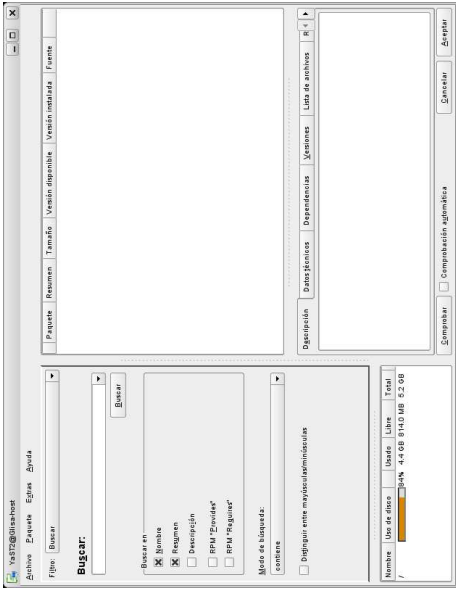 YaST2@Glisa-host
Archivo Paquete Extras Ayuda
Filtro: Buscar
Buscar:
Buscar
Buscar en
Nombre
Resumen
Descripción
RPM "Provides"
RPM "Requires"
Modo de búsqueda:
contiene
Distinguir entre mayúsculas/minúsculas
Nombre Uso de disco Usado Libre Total
/ 84% 4.4 GB 814.0 MB 5.2 GB
Paquete Resumen Tamaño Versión disponible Versión instalada Fuente
Descripción Datos técnicos Dependencias Versiones Lista de archivos R
Comprobar Comprobación automática Cancelar Aceptar